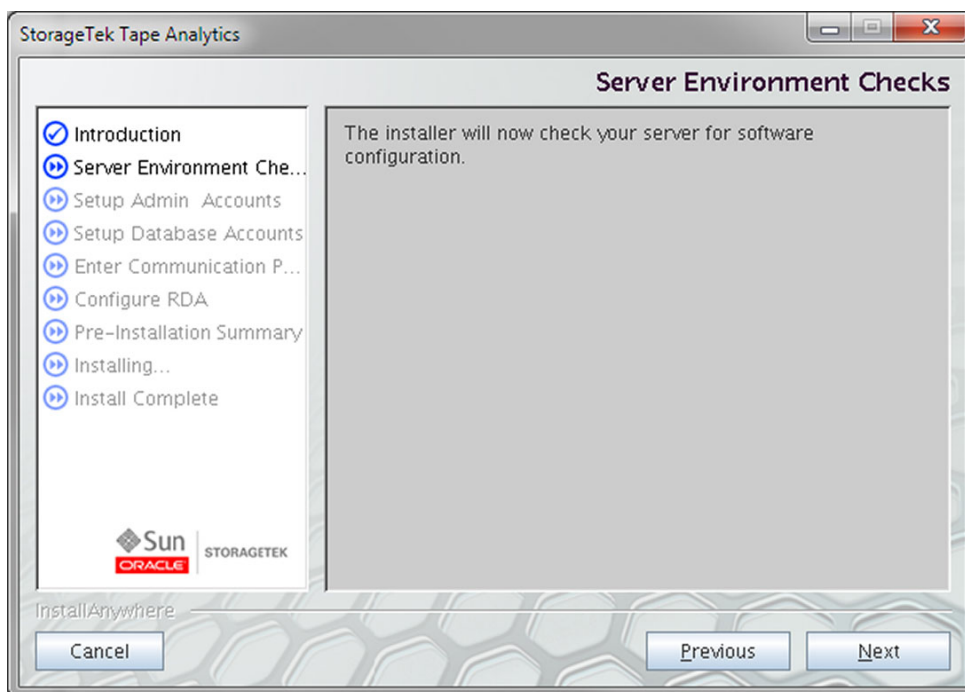 StorageTek Tape Analytics
Server Environment Checks
Introduction
Server Environment Che...
Setup Admin Accounts
Setup Database Accounts
Enter Communication P...
Configure RDA
Pre-Installation Summary
Installing...
Install Complete
The installer will now check your server for software
configuration.
Sun
ORACLE
STORAGETEK
InstallAnywhere
Cancel
Previous
Next